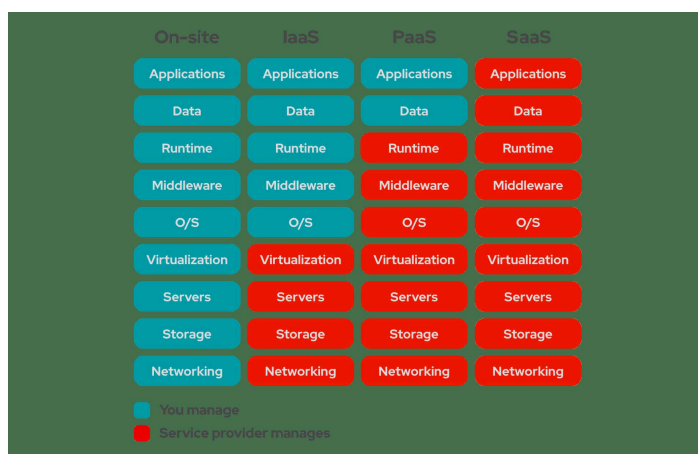 On-site IaaS PaaS SaaS
Applications Applications Applications Applications
Data Data Data Data
Runtime Runtime Runtime Runtime
Middleware Middleware Middleware Middleware
O/S O/S O/S O/S
Virtualization Virtualization Virtualization Virtualization
Servers Servers Servers Servers
Storage Storage Storage Storage
Networking Networking Networking Networking
You manage
Service provider manages